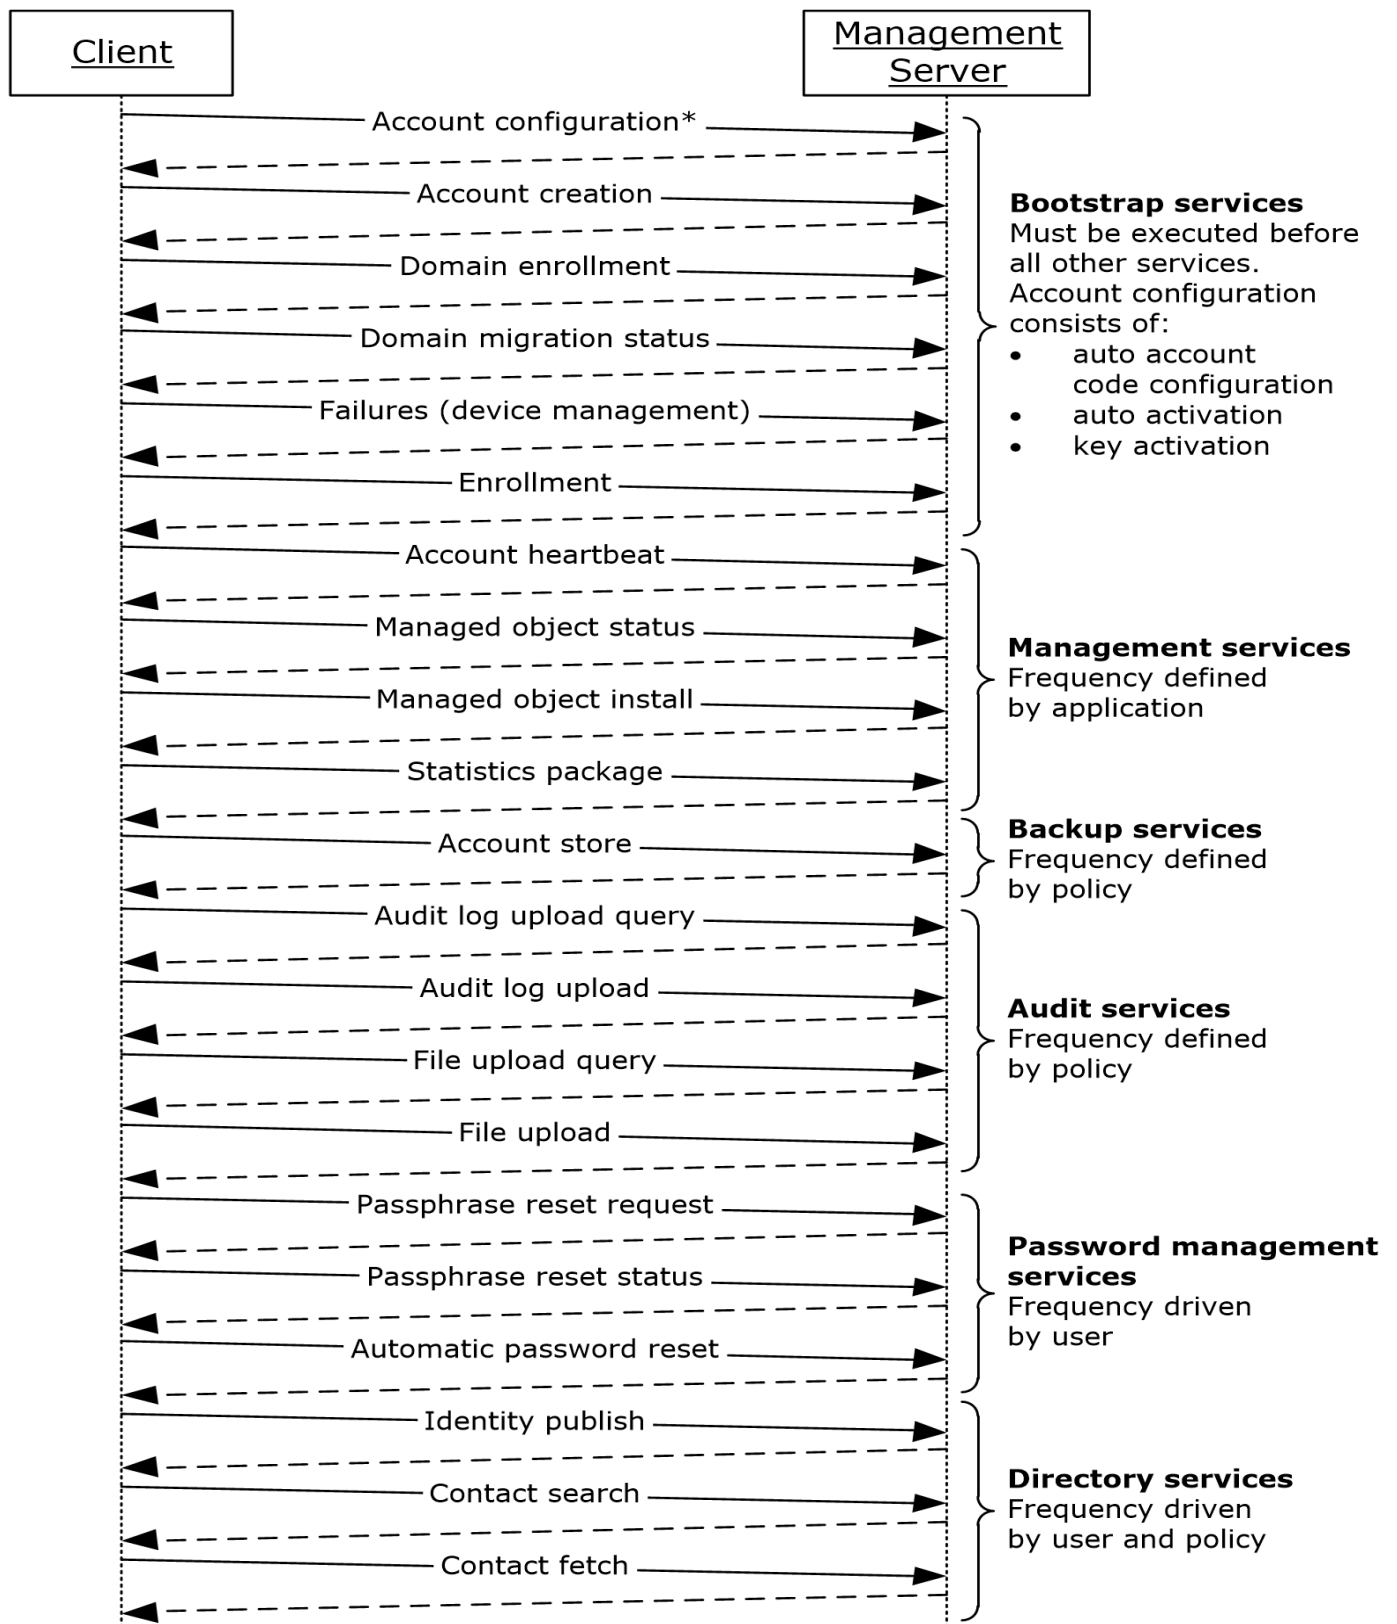 Client
Management
Server
Account configuration*
Account creation
Domain enrollment
Domain migration status
Failures (device management)
Enrollment
Bootstrap services
Must be executed before
all other services.
Account configuration
consists of:
• auto account
code configuration
• auto activation
• key activation
Account heartbeat
Managed object status
Managed object install
Statistics package
Management services
Frequency defined
by application
Account store
Backup services
Frequency defined
by policy
Audit log upload query
Audit log upload
File upload query
File upload
Audit services
Frequency defined
by policy
Passphrase reset request
Passphrase reset status
Automatic password reset
Password management
services
Frequency driven
by user
Identity publish
Contact search
Contact fetch
Directory services
Frequency driven
by user and policy